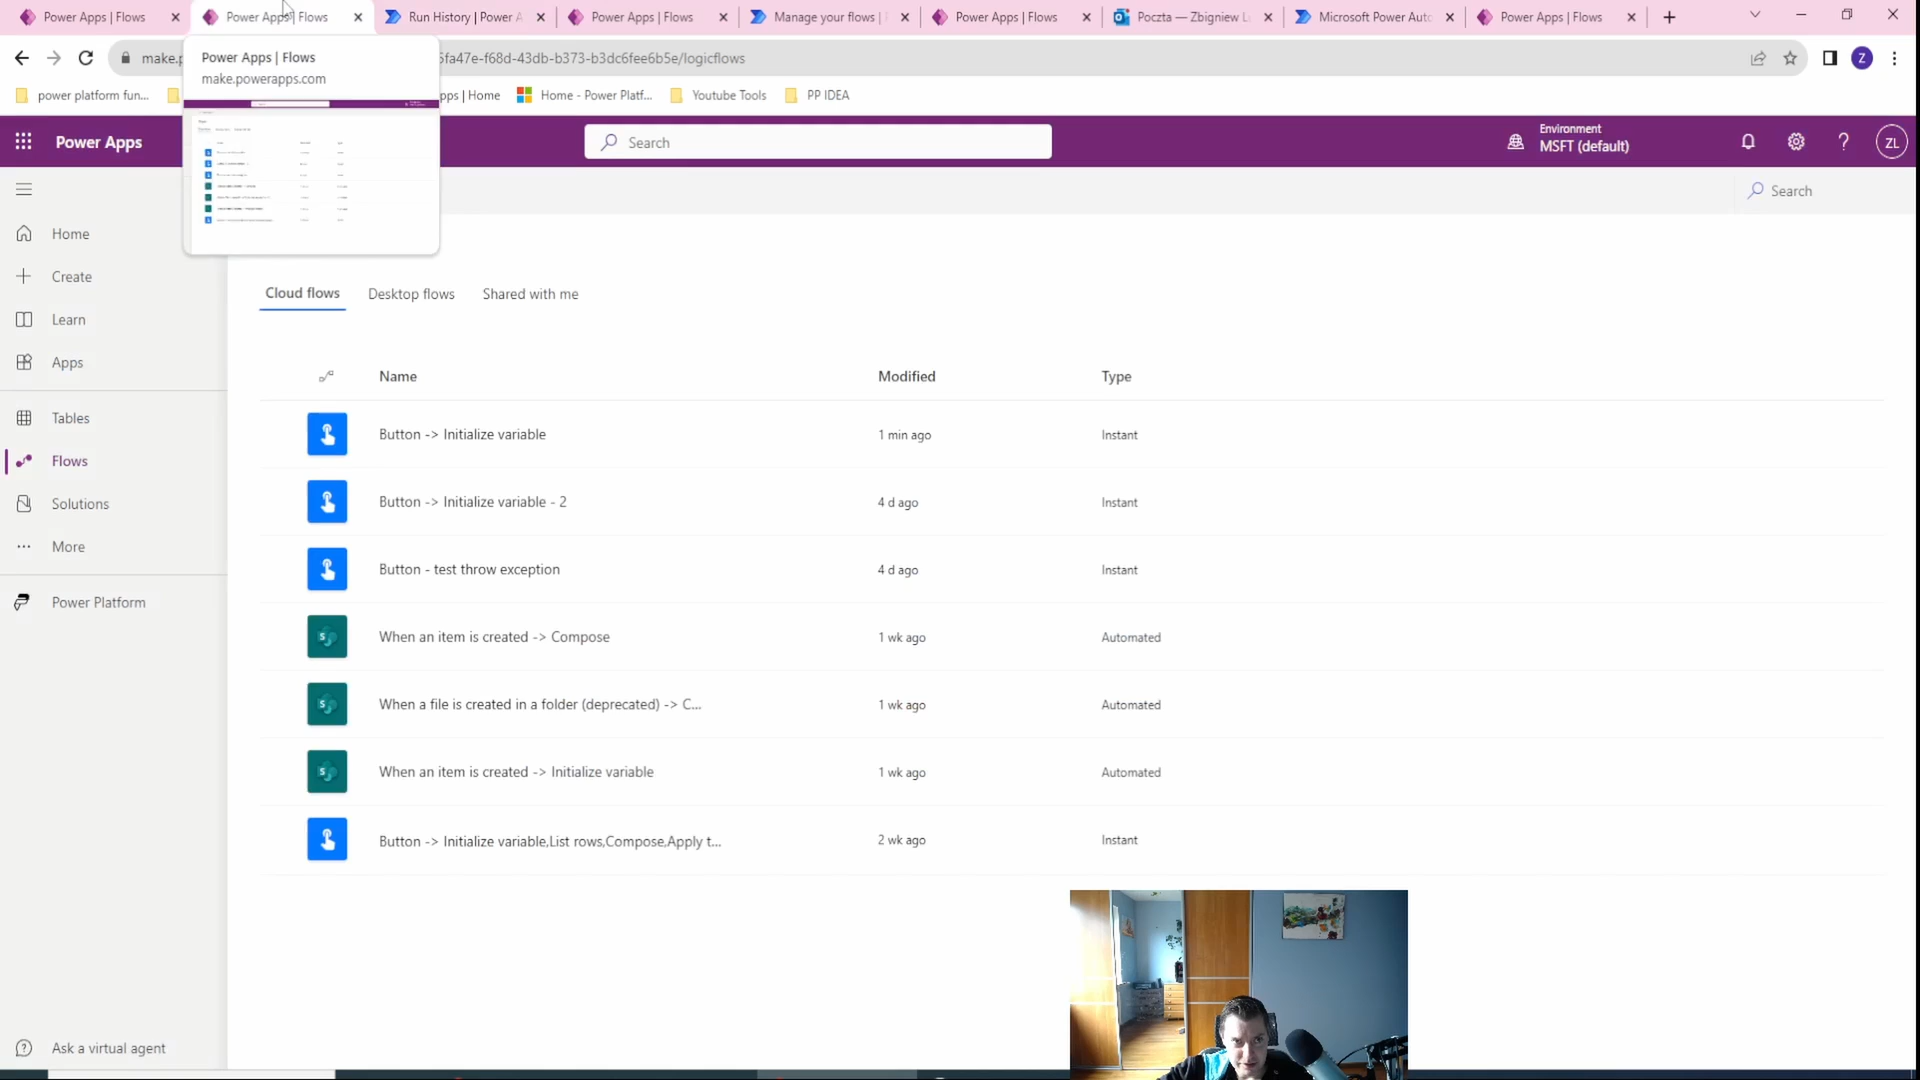 Power Apps | Flows
Power Apps | Flows
Run History | Power A
Power Apps | Flows
Manage your flows |
Power Apps | Flows
Poczta — Zbigniew L
Microsoft Power Auto
Power Apps | Flows
make.p
5fa47e-f68d-43db-b373-b3dc6fee6b5e/logicflows
Z
Power Apps | Flows
make.powerapps.com
power platform fun...
pps | Home
Home - Power Platf...
Youtube Tools
PP IDEA
Power Apps
Search
Environment
MSFT (default)
ZL
Search
Home
Create
Learn
Apps
Tables
Flows
Solutions
More
Power Platform
Ask a virtual agent
Cloud flows
Desktop flows
Shared with me
Name Modified Type
Button -> Initialize variable 1 min ago Instant
Button -> Initialize variable - 2 4 d ago Instant
Button - test throw exception 4 d ago Instant
When an item is created -> Compose 1 wk ago Automated
When a file is created in a folder (deprecated) -> C... 1 wk ago Automated
When an item is created -> Initialize variable 1 wk ago Automated
Button -> Initialize variable,List rows,Compose,Apply t... 2 wk ago Instant